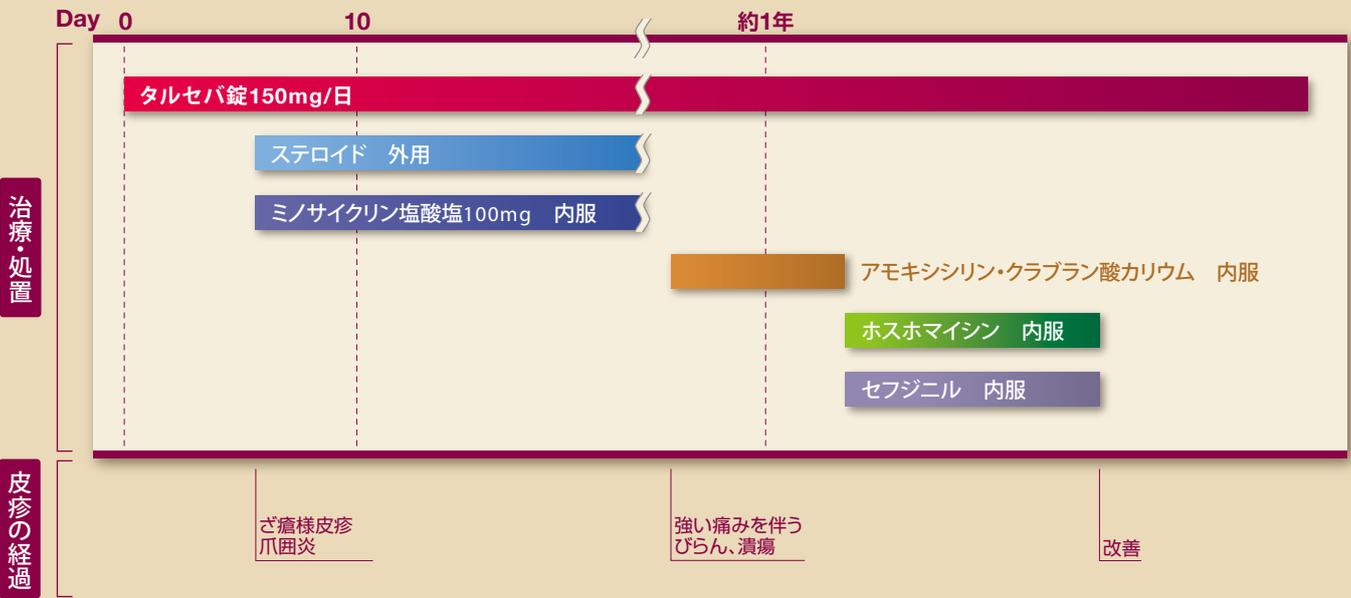 Day 0 10 約1年
治療・処置
タルセバ錠150mg/日
ステロイド 外用
ミノサイクリン塩酸塩100mg 内服
アモキシシリン・クラブラン酸カリウム 内服
ホスホマイシン 内服
セフジニル 内服
皮疹の経過
ざ瘡様皮疹
爪囲炎
強い痛みを伴う
びらん、潰瘍
改善